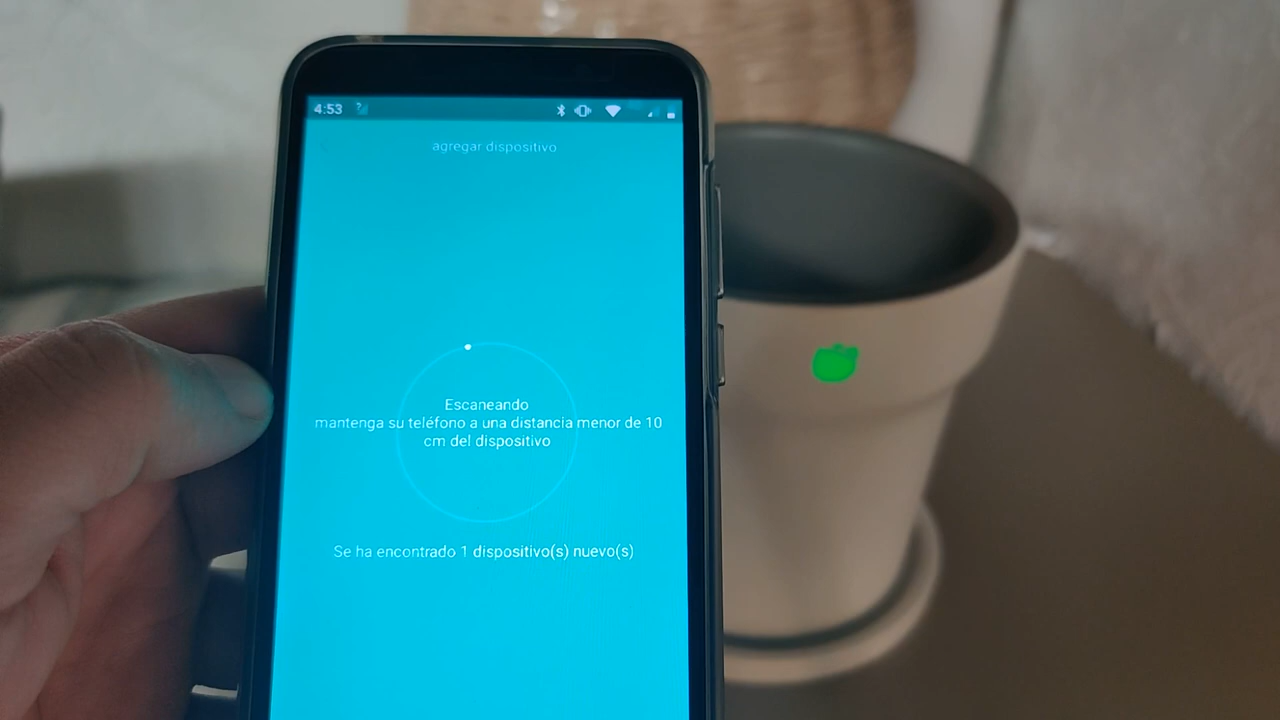 4:53
agregar dispositivo
Escaneando
mantenga su teléfono a una distancia menor de 10
cm del dispositivo
Se ha encontrado 1 dispositivo(s) nuevo(s)